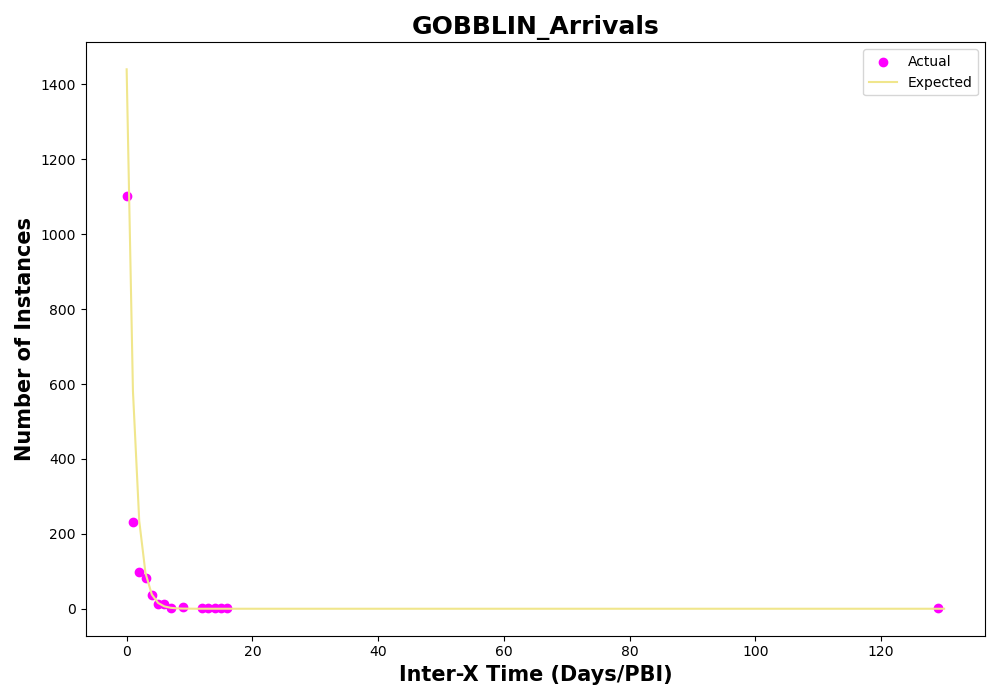 GOBBLIN_Arrivals
Actual
Expected
Number of Instances
1400
1200
1000
800
600
400
200
0
0 20 40 60 80 100 120
Inter-X Time (Days/PBI)